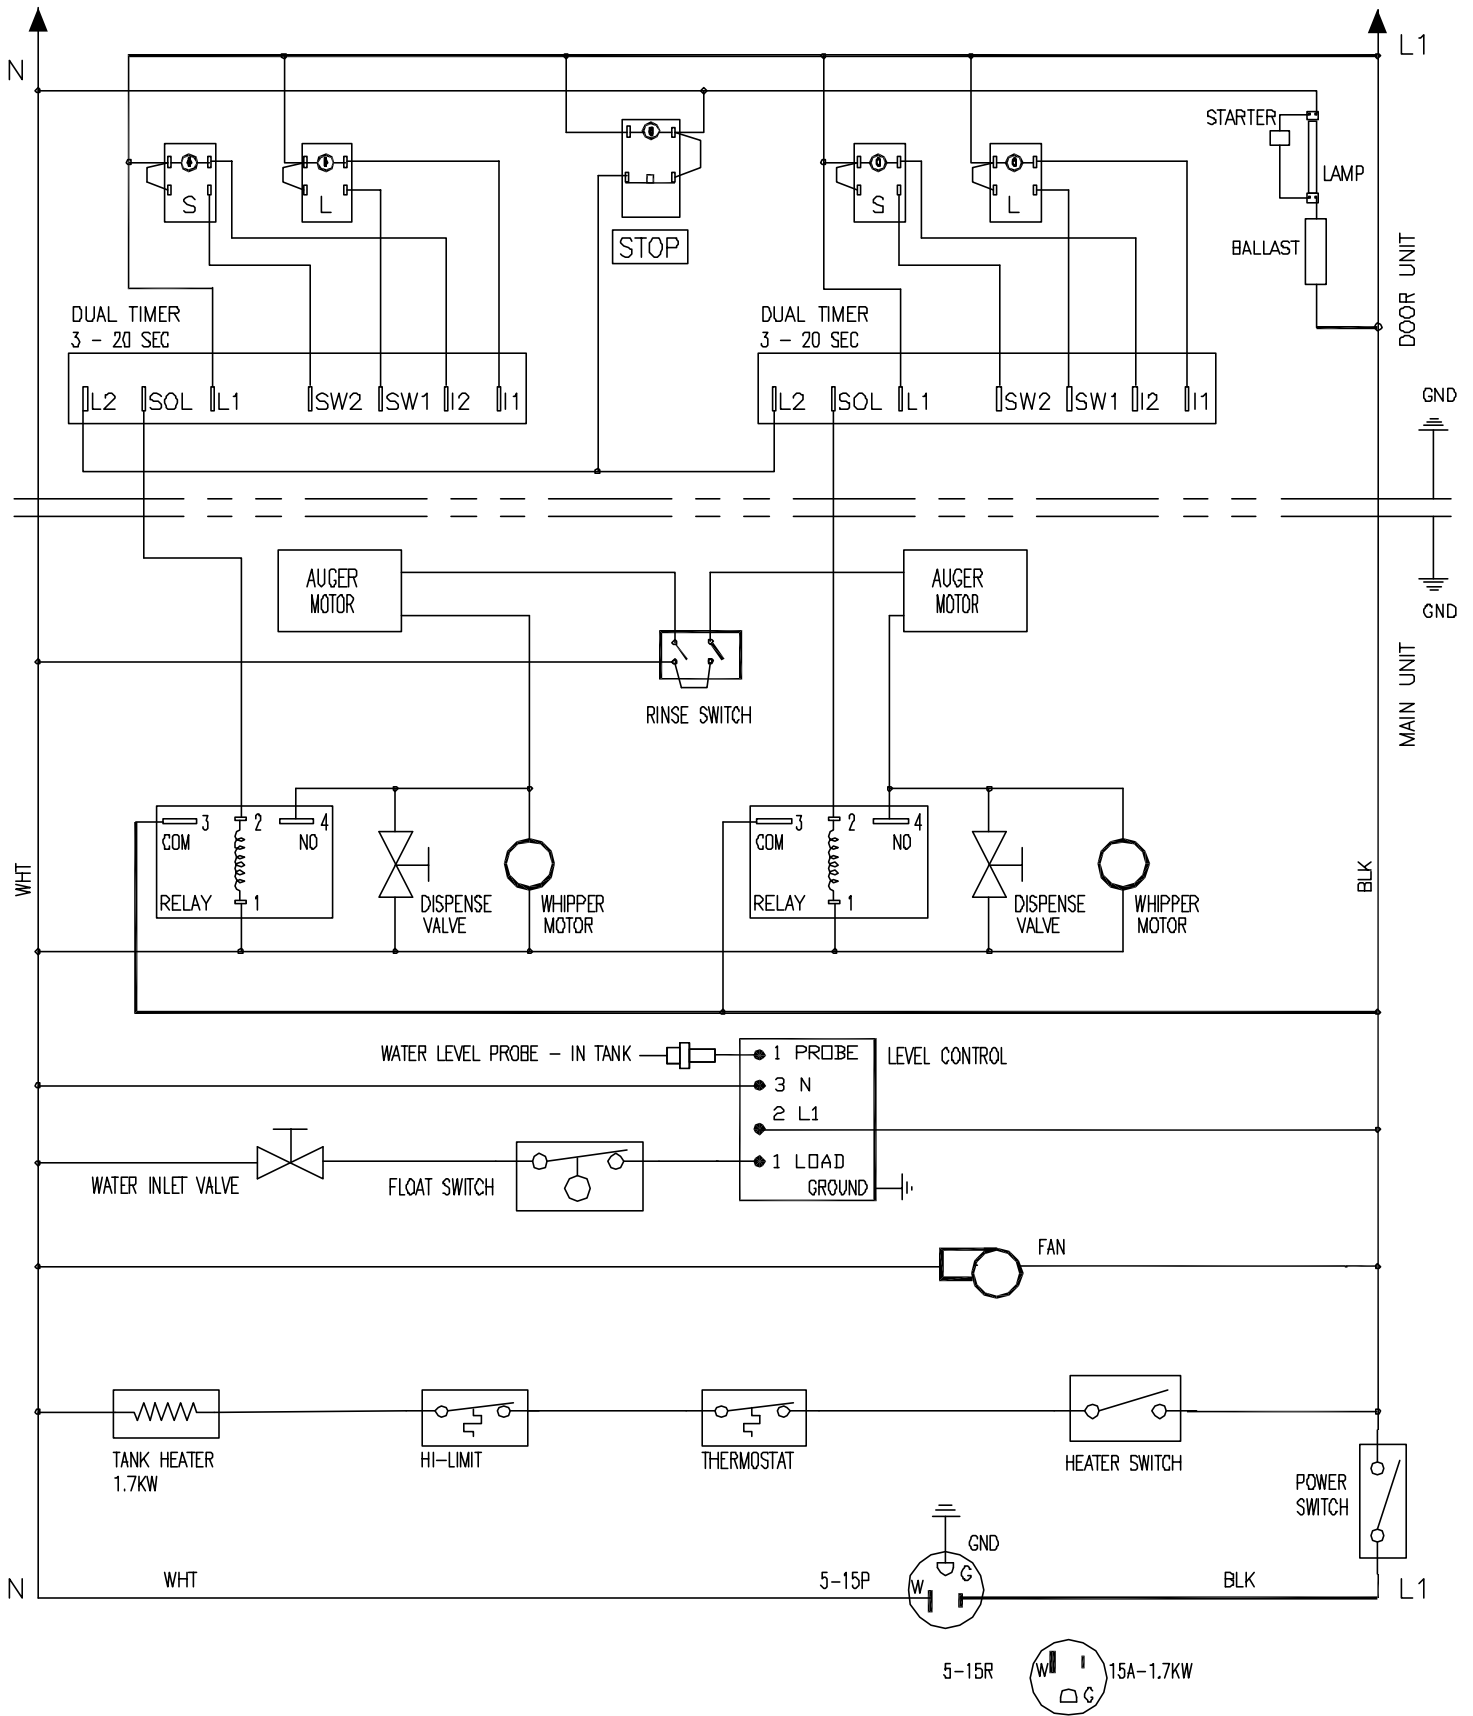 N
L1
STARTER
LAMP
S
L
S
L
STOP
BALLAST
DOOR UNIT
DUAL TIMER
3 - 20 SEC
DUAL TIMER
3 - 20 SEC
L2 SOL L1 SW2 SW1 I2 I1
L2 SOL L1 SW2 SW1 I2 I1
GND
GND
AUGER
MOTOR
AUGER
MOTOR
MAIN UNIT
RINSE SWITCH
3 2 4
COM NO
RELAY 1
DISPENSE
VALVE
WHIPPER
MOTOR
3 2 4
COM NO
RELAY 1
DISPENSE
VALVE
WHIPPER
MOTOR
WHT
BLK
WATER LEVEL PROBE - IN TANK
1 PROBE
LEVEL CONTROL
3 N
2 L1
1 LOAD
GROUND
WATER INLET VALVE
FLOAT SWITCH
FAN
TANK HEATER
1.7KW
HI-LIMIT
THERMOSTAT
HEATER SWITCH
POWER
SWITCH
GND
N
WHT
5-15P
W
G
BLK
L1
5-15R
W
G
15A-1.7KW